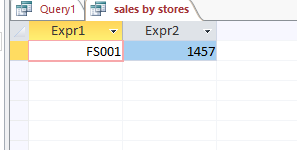 Query1 sales by stores
Expr1 Expr2
FS001 1457